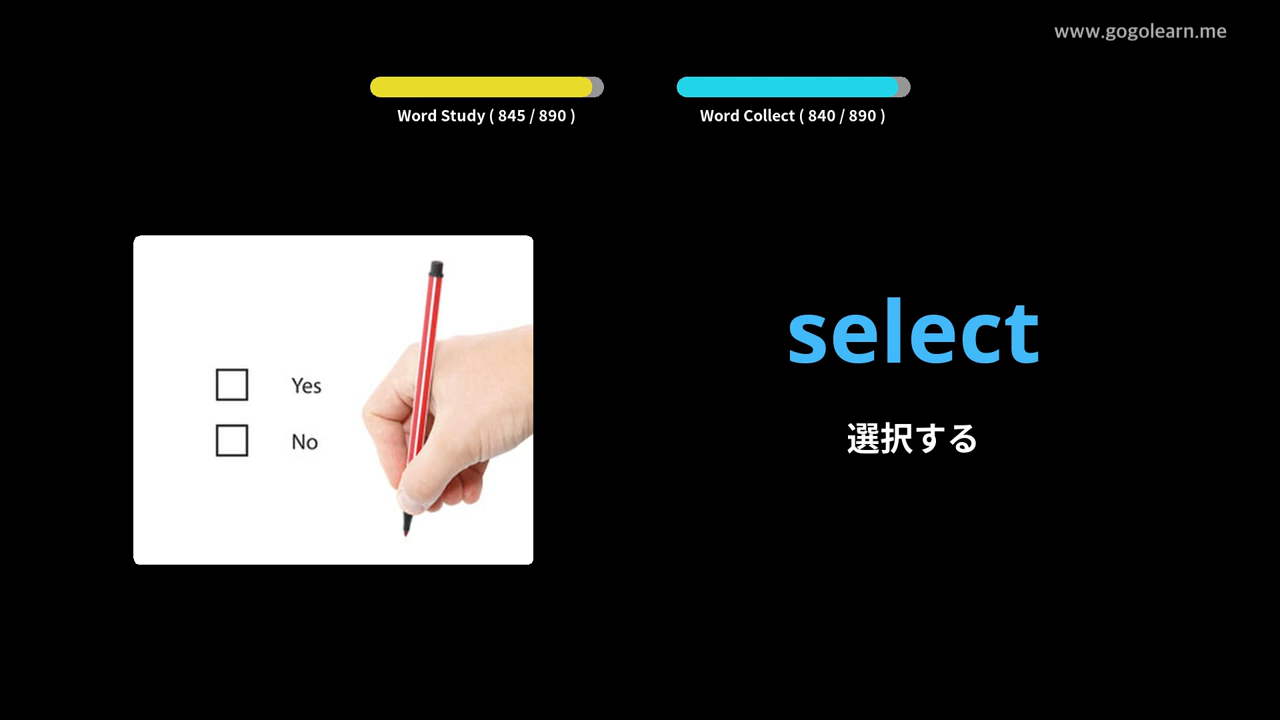 www.gogolearn.me
Word Study ( 845 / 890 )
Word Collect ( 840 / 890 )
Yes
No
select
選択する